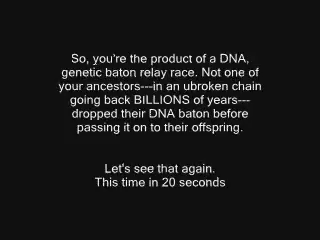 So, you're the product of a DNA,
genetic baton relay race. Not one of
your ancestors---in an ubroken chain
going back BILLIONS of years---
dropped their DNA baton before
passing it on to their offspring.
Let's see that again.
This time in 20 seconds